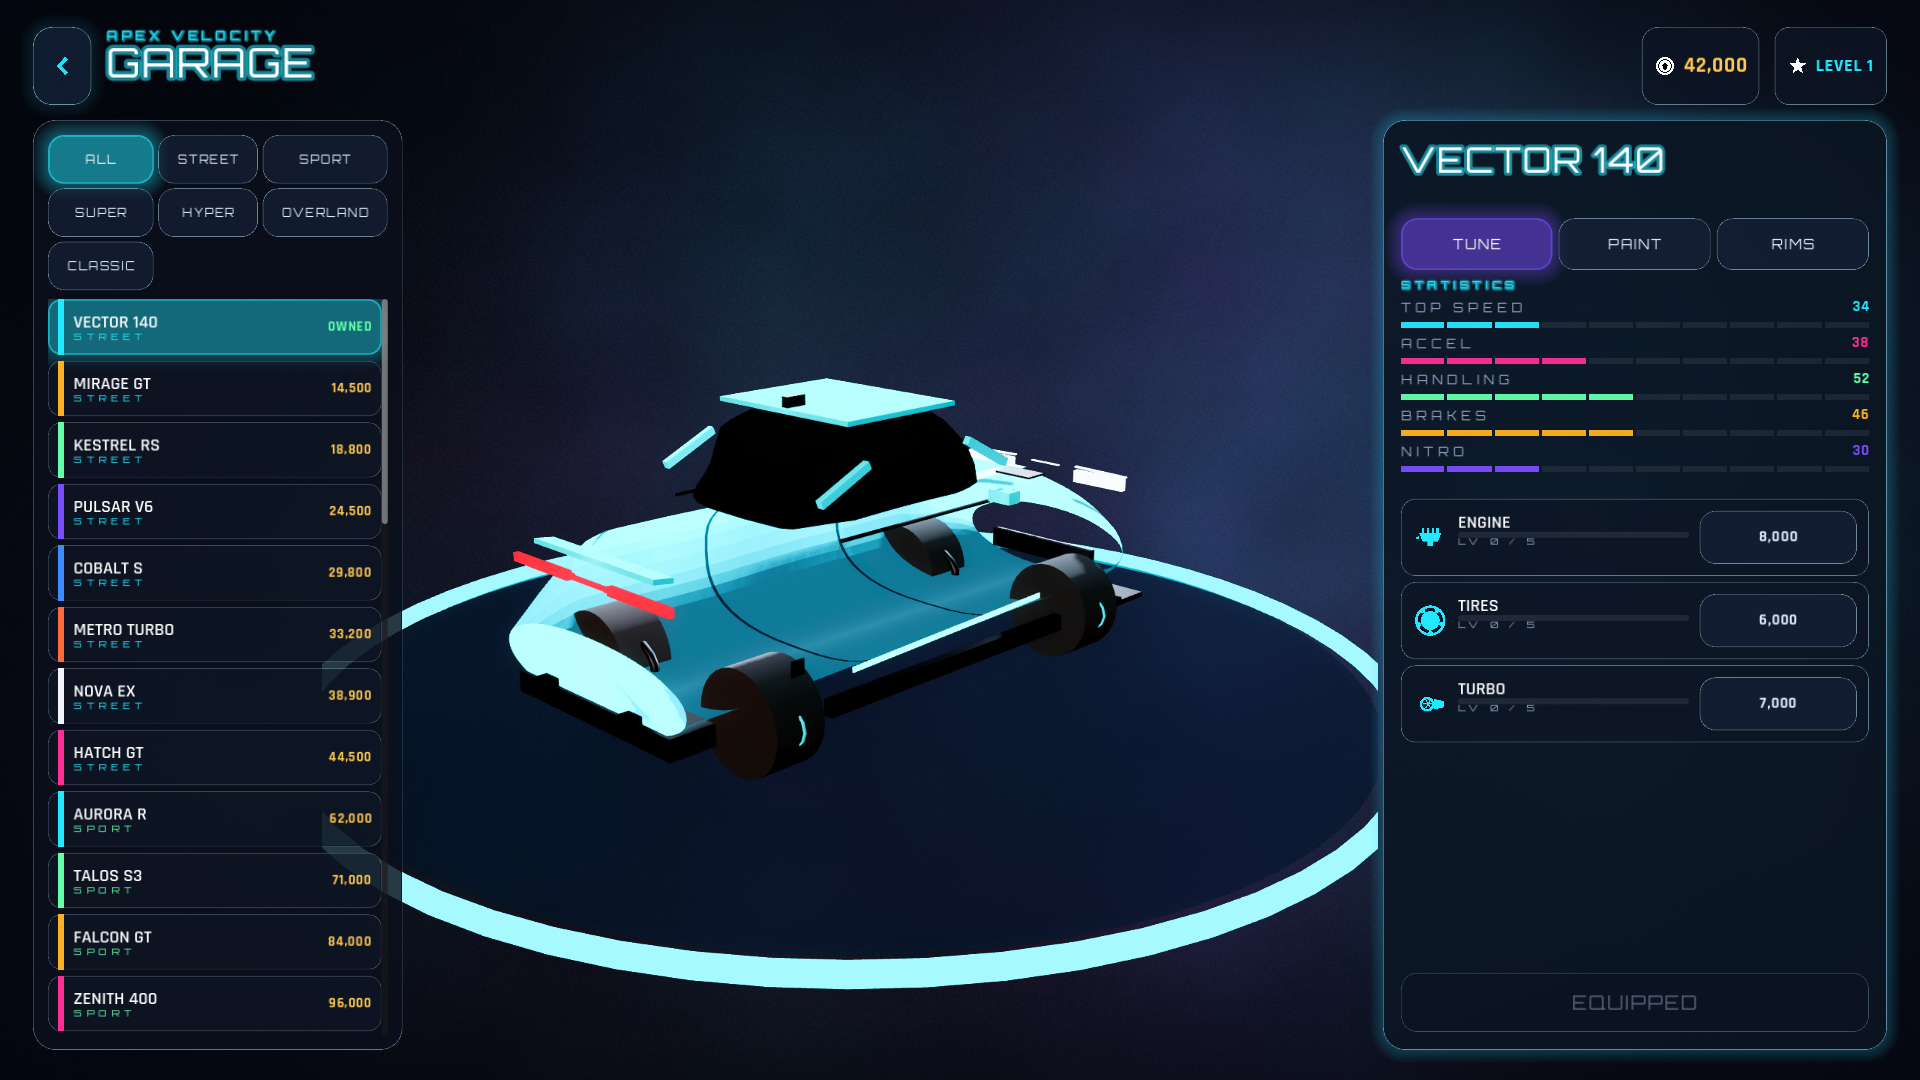 APEX VELOCITY
GARAGE
42,000
LEVEL 1
ALL
STREET
SPORT
SUPER
HYPER
OVERLAND
CLASSIC
VECTOR 140
STREET
OWNED
MIRAGE GT
STREET
14,500
KESTREL RS
STREET
18,800
PULSAR V6
STREET
24,500
COBALT S
STREET
29,800
METRO TURBO
STREET
33,200
NOVA EX
STREET
38,900
HATCH GT
STREET
44,500
AURORA R
SPORT
62,000
TALOS S3
SPORT
71,000
FALCON GT
SPORT
84,000
ZENITH 400
SPORT
96,000
VECTOR 140
TUNE
PAINT
RIMS
STATISTICS
TOP SPEED 34
ACCEL 38
HANDLING 52
BRAKES 46
NITRO 30
ENGINE
LV 0 / 5
8,000
TIRES
LV 0 / 5
6,000
TURBO
LV 0 / 5
7,000
EQUIPPED